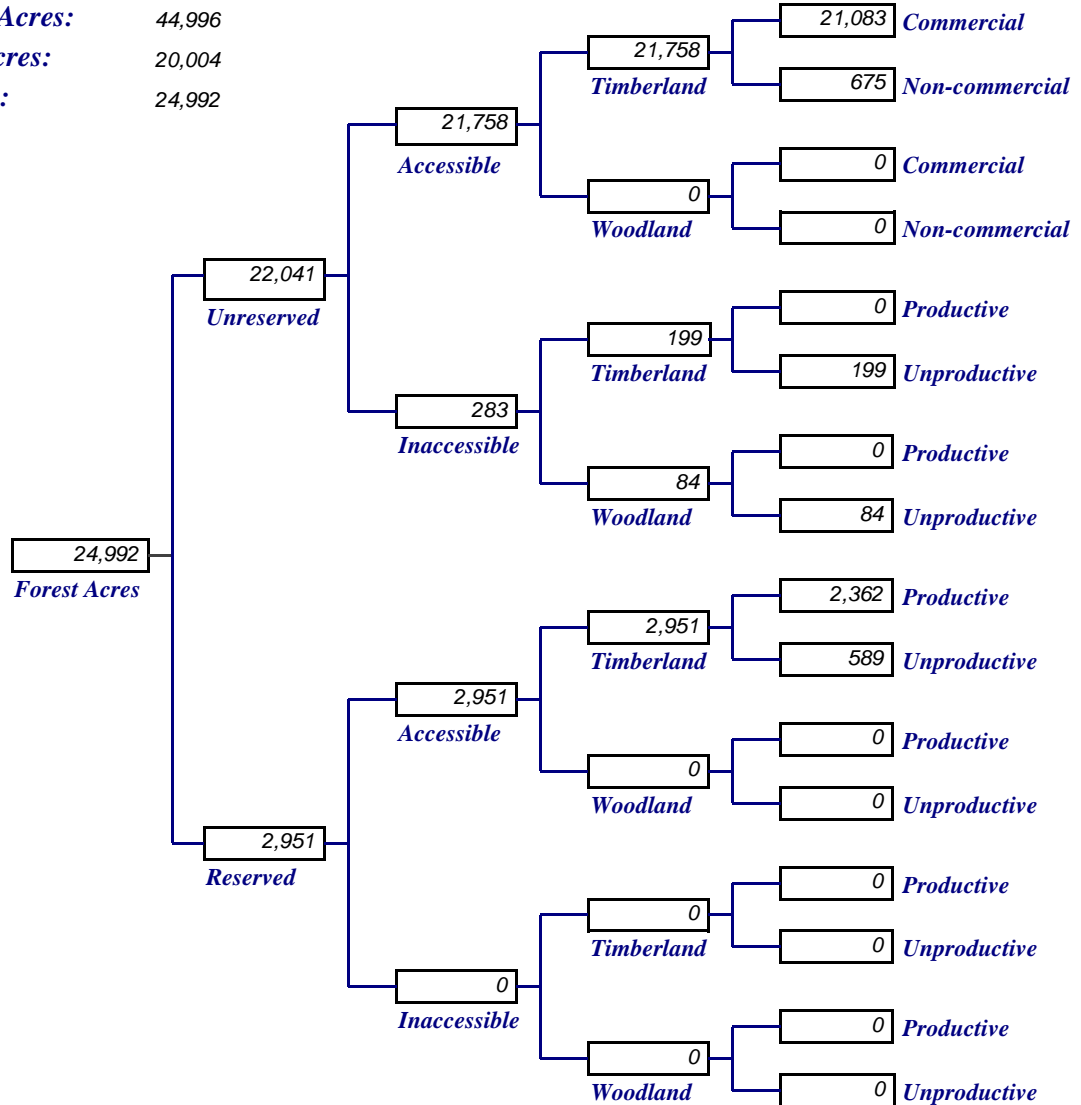 Acres: 44,996
20,004
: 24,992
21,083 Commercial
21,758
Timberland
675 Non-commercial
21,758
Accessible
0 Commercial
0
Woodland
0 Non-commercial
22,041
Unreserved
0 Productive
199
Timberland
199 Unproductive
283
Inaccessible
0 Productive
84
Woodland
84 Unproductive
24,992
Forest Acres
2,362 Productive
2,951
Timberland
589 Unproductive
2,951
Accessible
0 Productive
0
Woodland
0 Unproductive
2,951
Reserved
0 Productive
0
Timberland
0 Unproductive
0
Inaccessible
0 Productive
0
Woodland
0 Unproductive